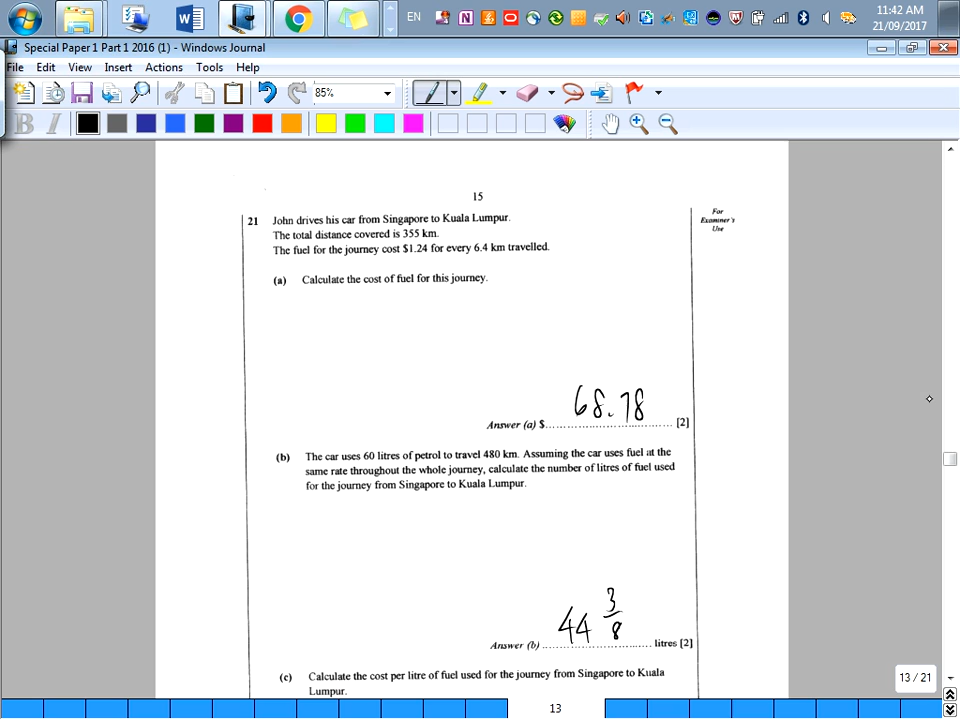 EN
11:42 AM
21/09/2017
Special Paper 1 Part 1 2016 (1) - Windows Journal
File Edit View Insert Actions Tools Help
85%
B I
15
For
Examiner's
Use
21 John drives his car from Singapore to Kuala Lumpur.
The total distance covered is 355 km.
The fuel for the journey cost $1.24 for every 6.4 km travelled.
(a) Calculate the cost of fuel for this journey.
68.78
Answer (a) $.................................. [2]
(b) The car uses 60 litres of petrol to travel 480 km. Assuming the car uses fuel at the
same rate throughout the whole journey, calculate the number of litres of fuel used
for the journey from Singapore to Kuala Lumpur.
44 3/8
Answer (b) .............................. litres [2]
(c) Calculate the cost per litre of fuel used for the journey from Singapore to Kuala
Lumpur.
13 / 21
13